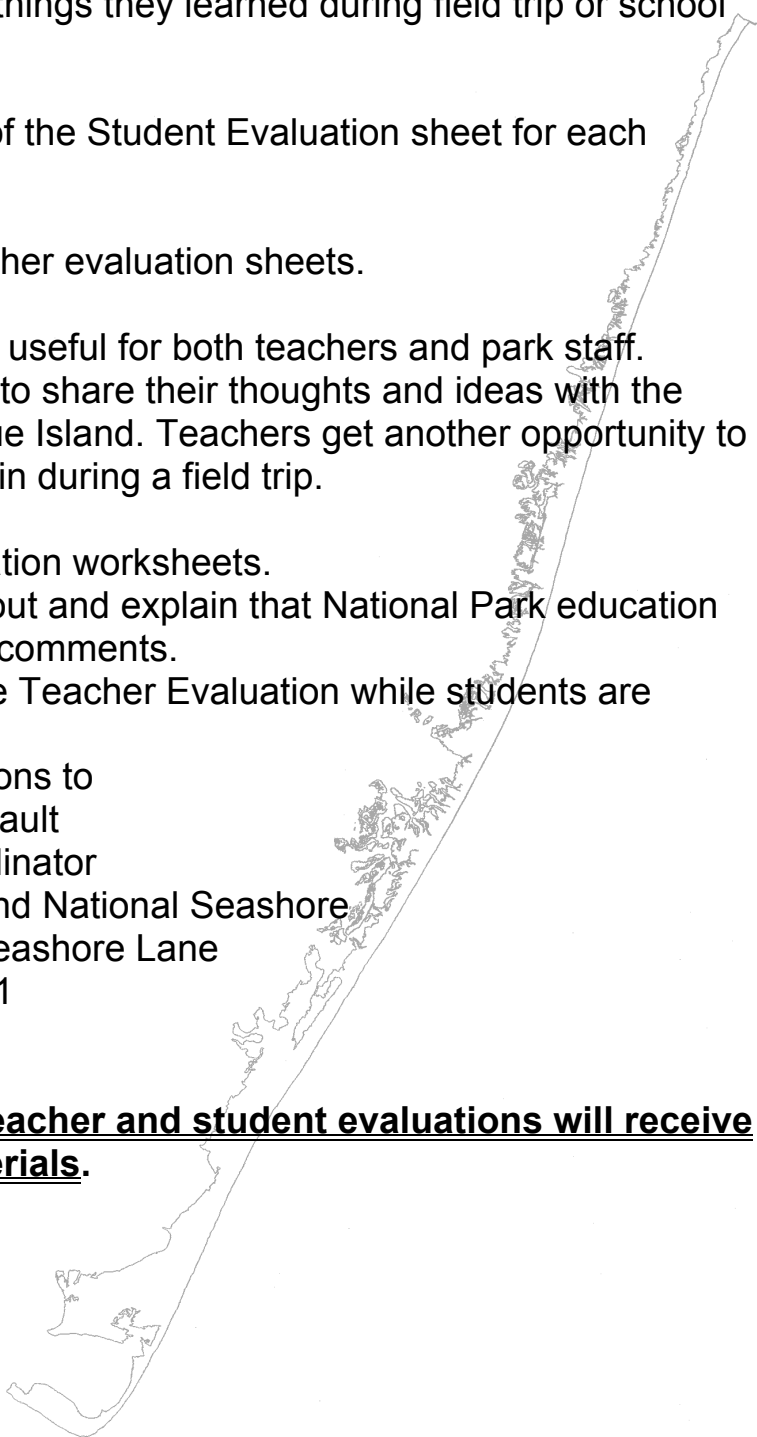 things they learned during field trip or school
of the Student Evaluation sheet for each
her evaluation sheets.
useful for both teachers and park staff.
to share their thoughts and ideas with the
ue Island. Teachers get another opportunity to
in during a field trip.
tion worksheets.
out and explain that National Park education
comments.
e Teacher Evaluation while students are
ons to
ault
dinator
nd National Seashore
eashore Lane
1
eacher and student evaluations will receive
erials.